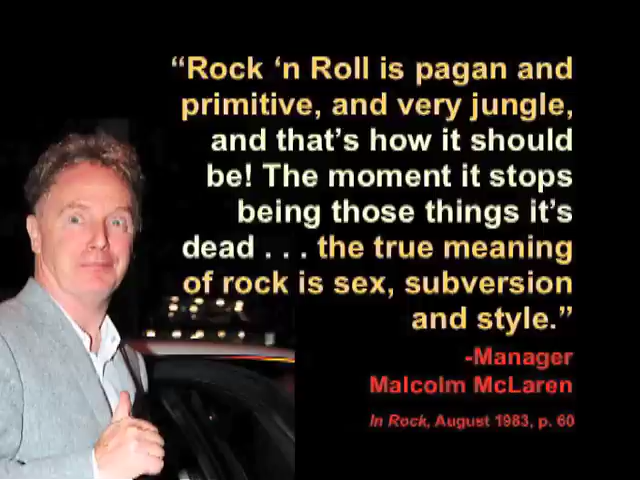 “Rock ‘n Roll is pagan and
primitive, and very jungle,
and that’s how it should
be! The moment it stops
being those things it’s
dead . . . the true meaning
of rock is sex, subversion
and style.”
-Manager
Malcolm McLaren
In Rock, August 1983, p. 60